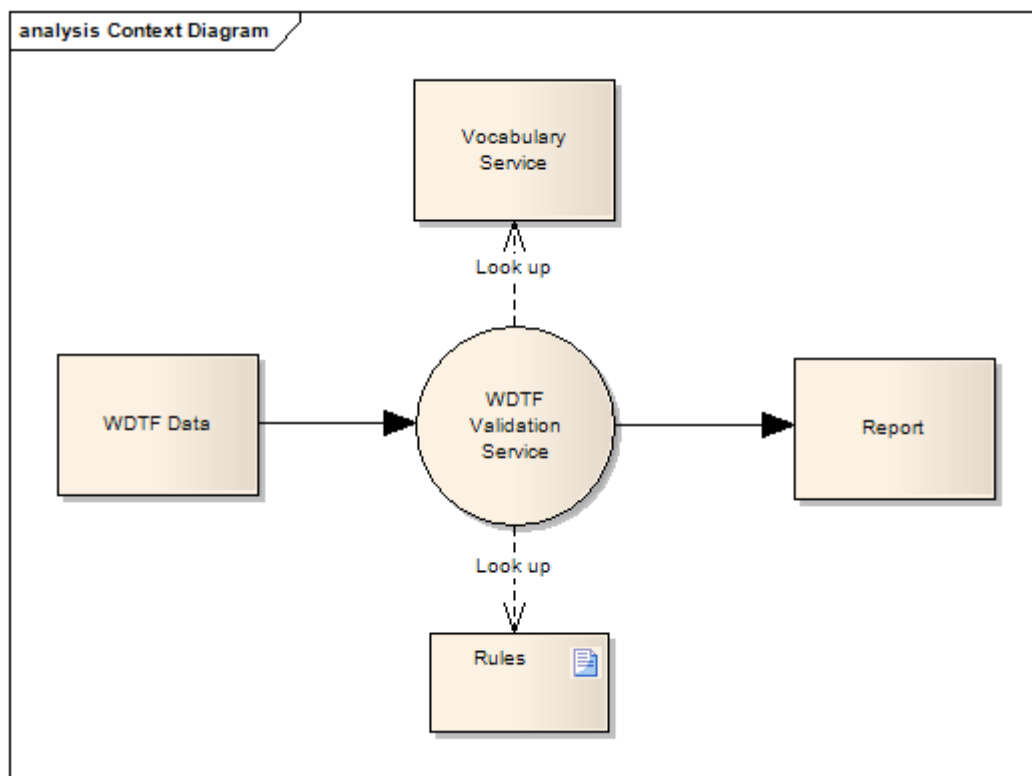 analysis Context Diagram
Vocabulary
Service
Look up
WDTF Data
WDTF
Validation
Service
Report
Look up
Rules